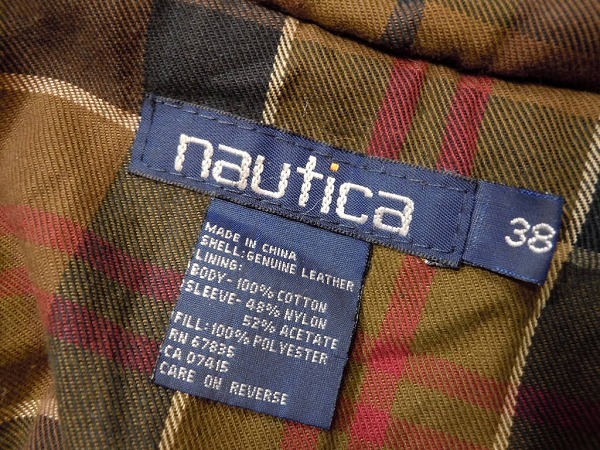 nautica
38
MADE IN CHINA
SHELL: GENUINE LEATHER
LINING:
BODY-100% COTTON
SLEEVE-48% NYLON
52% ACETATE
FILL:100% POLYESTER
RN 67835
CA 07415
CARE ON REVERSE